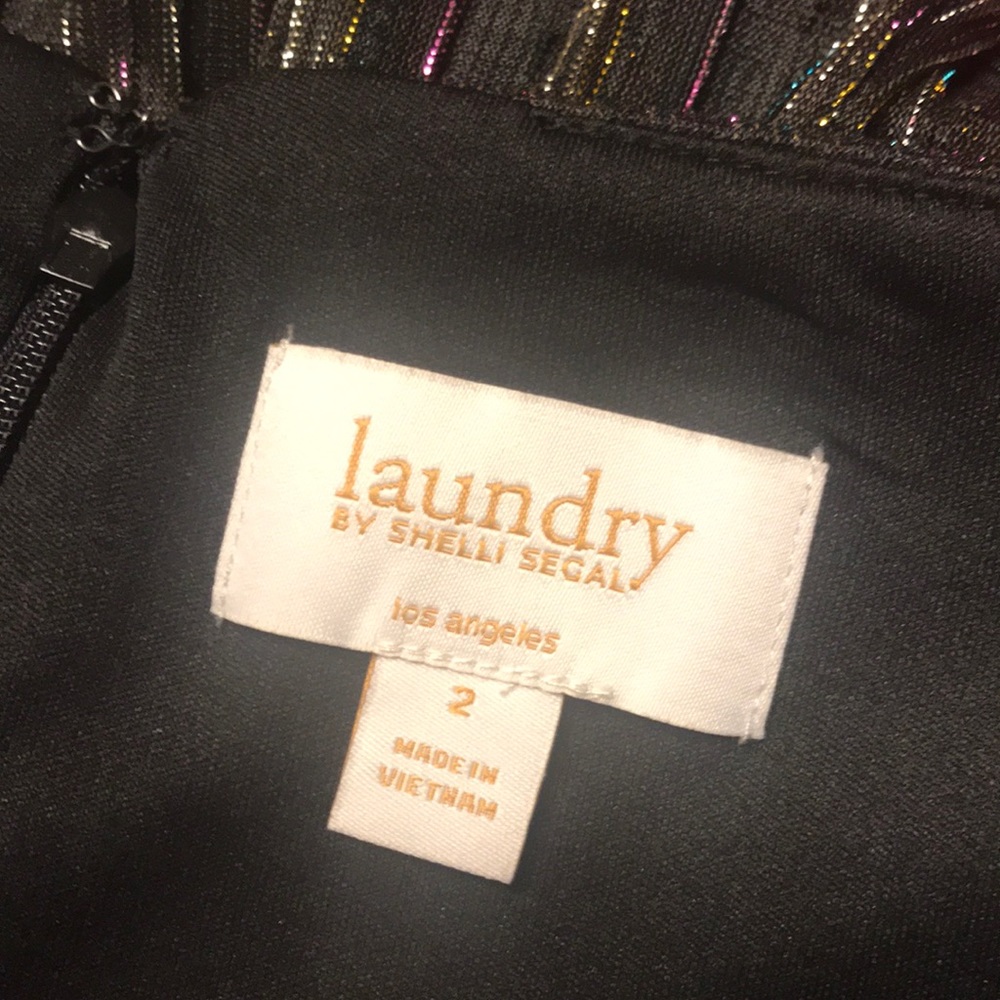 laundry
BY SHELLI SEGAL
los angeles
2
MADE IN
VIETNAM